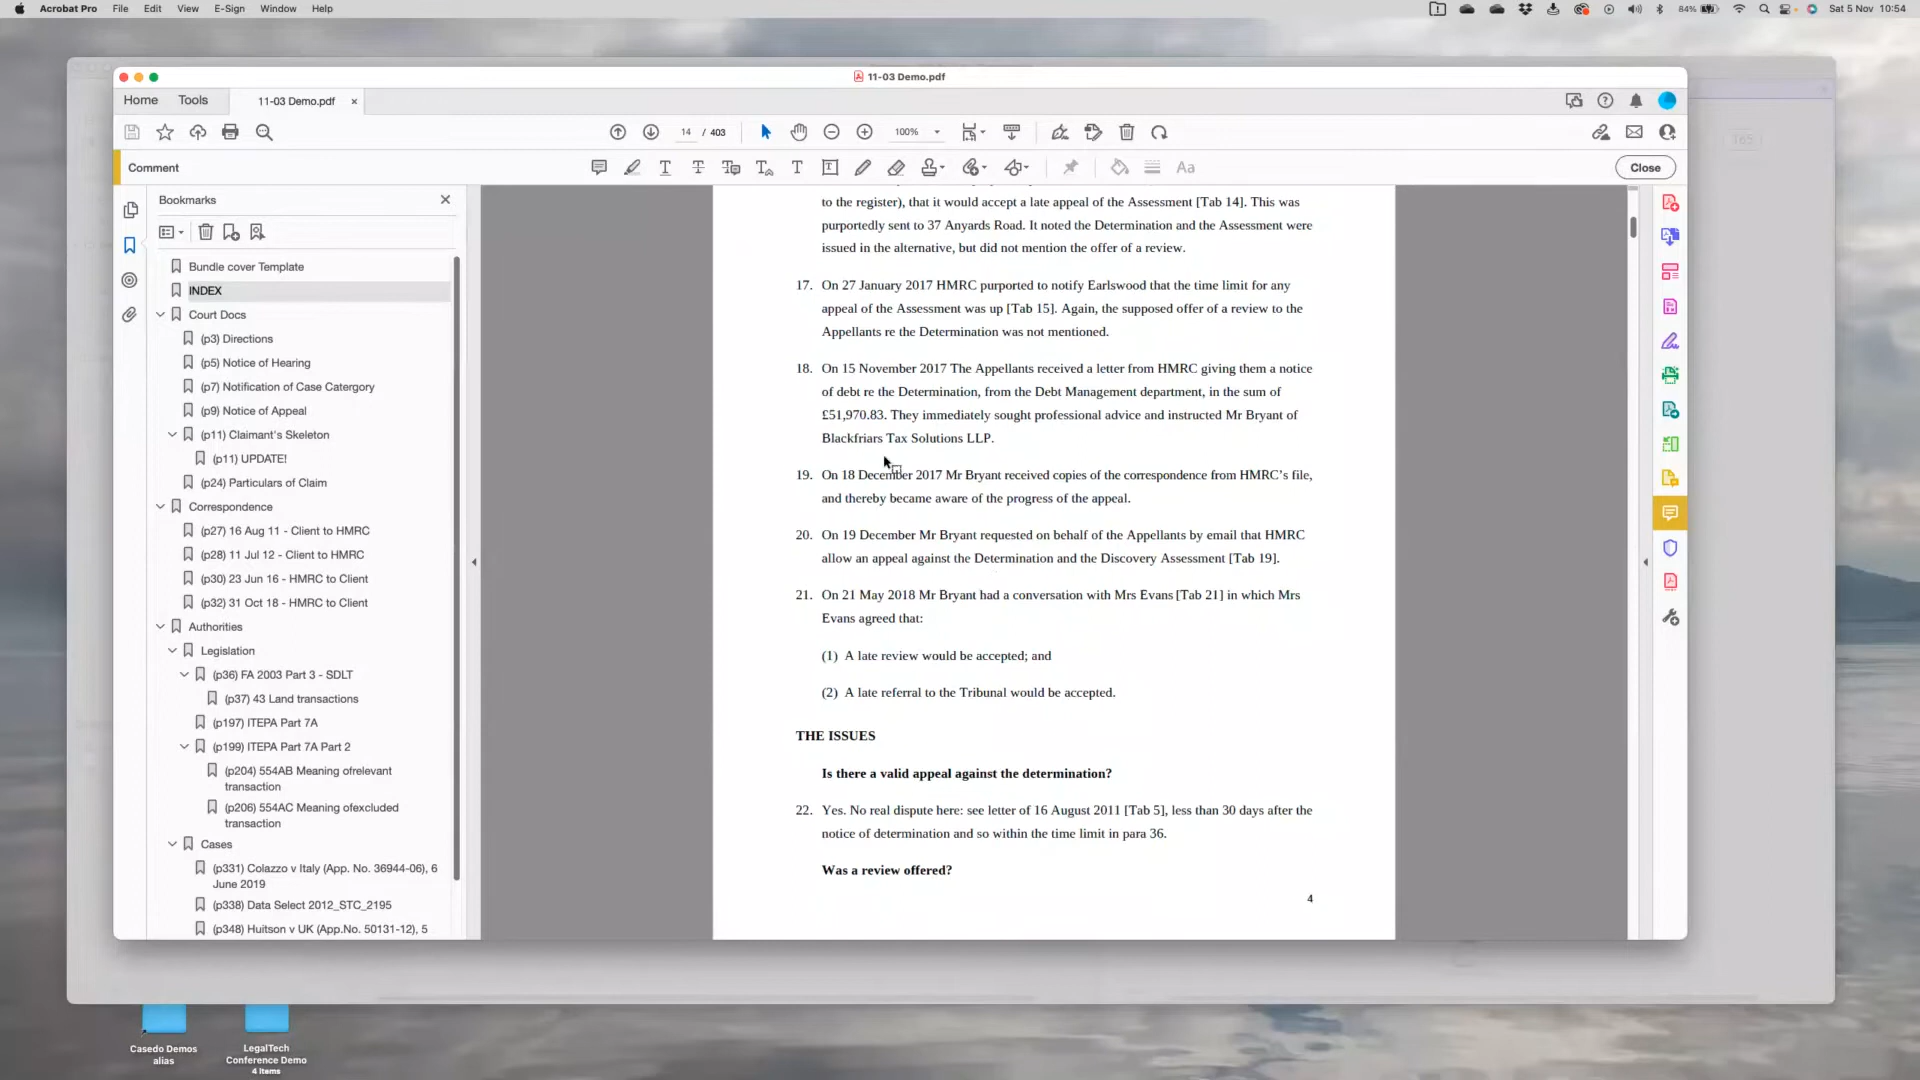 Acrobat Pro File Edit View E-Sign Window Help 84% Sat 5 Nov 10:54
11-03 Demo.pdf
Home Tools 11-03 Demo.pdf
14 / 403 100%
Comment Close
Bookmarks
Bundle cover Template
INDEX
Court Docs
(p3) Directions
(p5) Notice of Hearing
(p7) Notification of Case Catergory
(p9) Notice of Appeal
(p11) Claimant's Skeleton
(p11) UPDATE!
(p24) Particulars of Claim
Correspondence
(p27) 16 Aug 11 - Client to HMRC
(p28) 11 Jul 12 - Client to HMRC
(p30) 23 Jun 16 - HMRC to Client
(p32) 31 Oct 18 - HMRC to Client
Authorities
Legislation
(p36) FA 2003 Part 3 - SDLT
(p37) 43 Land transactions
(p197) ITEPA Part 7A
(p199) ITEPA Part 7A Part 2
(p204) 554AB Meaning ofrelevant
transaction
(p206) 554AC Meaning ofexcluded
transaction
Cases
(p331) Colazzo v Italy (App. No. 36944-06), 6
June 2019
(p338) Data Select 2012_STC_2195
(p348) Huitson v UK (App.No. 50131-12), 5
to the register), that it would accept a late appeal of the Assessment [Tab 14]. This was
purportedly sent to 37 Anyards Road. It noted the Determination and the Assessment were
issued in the alternative, but did not mention the offer of a review.
17. On 27 January 2017 HMRC purported to notify Earlswood that the time limit for any
appeal of the Assessment was up [Tab 15]. Again, the supposed offer of a review to the
Appellants re the Determination was not mentioned.
18. On 15 November 2017 The Appellants received a letter from HMRC giving them a notice
of debt re the Determination, from the Debt Management department, in the sum of
£51,970.83. They immediately sought professional advice and instructed Mr Bryant of
Blackfriars Tax Solutions LLP.
19. On 18 December 2017 Mr Bryant received copies of the correspondence from HMRC's file,
and thereby became aware of the progress of the appeal.
20. On 19 December Mr Bryant requested on behalf of the Appellants by email that HMRC
allow an appeal against the Determination and the Discovery Assessment [Tab 19].
21. On 21 May 2018 Mr Bryant had a conversation with Mrs Evans [Tab 21] in which Mrs
Evans agreed that:
(1) A late review would be accepted; and
(2) A late referral to the Tribunal would be accepted.
THE ISSUES
Is there a valid appeal against the determination?
22. Yes. No real dispute here: see letter of 16 August 2011 [Tab 5], less than 30 days after the
notice of determination and so within the time limit in para 36.
Was a review offered?
4
165
Casedo Demos
alias
LegalTech
Conference Demo
4 items